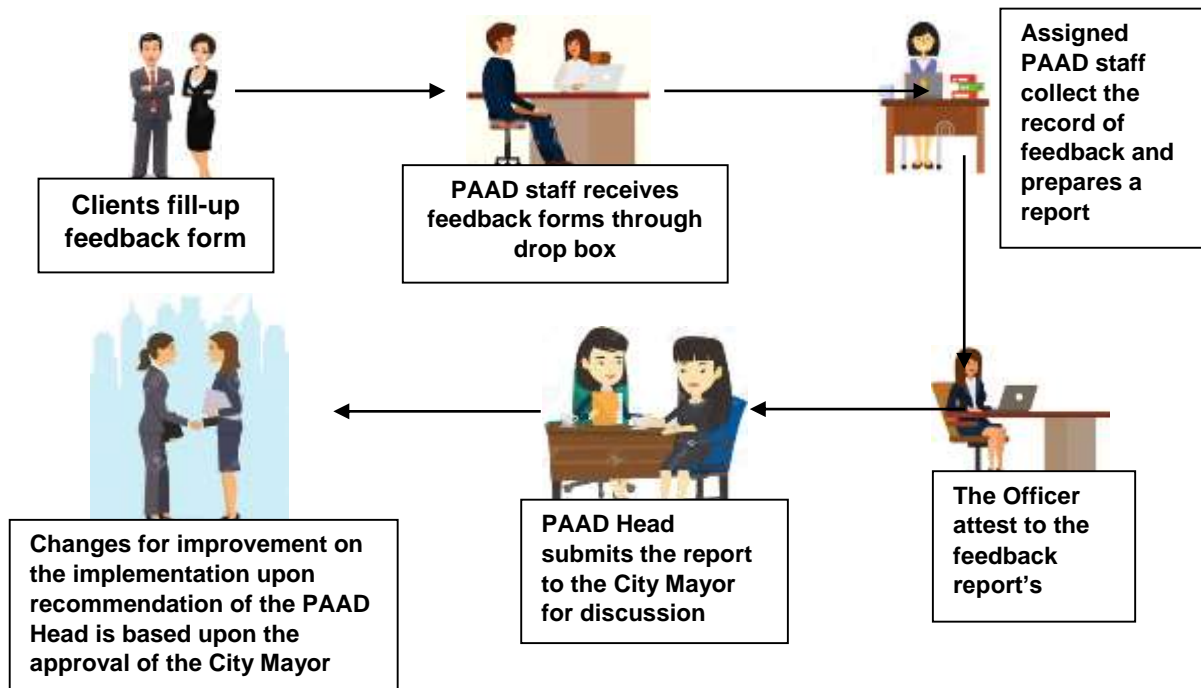 Clients fill-up
feedback form
PAAD staff receives
feedback forms through
drop box
Assigned
PAAD staff
collect the
record of
feedback and
prepares a
report
The Officer
attest to the
feedback
report's
PAAD Head
submits the report
to the City Mayor
for discussion
Changes for improvement on
the implementation upon
recommendation of the PAAD
Head is based upon the
approval of the City Mayor